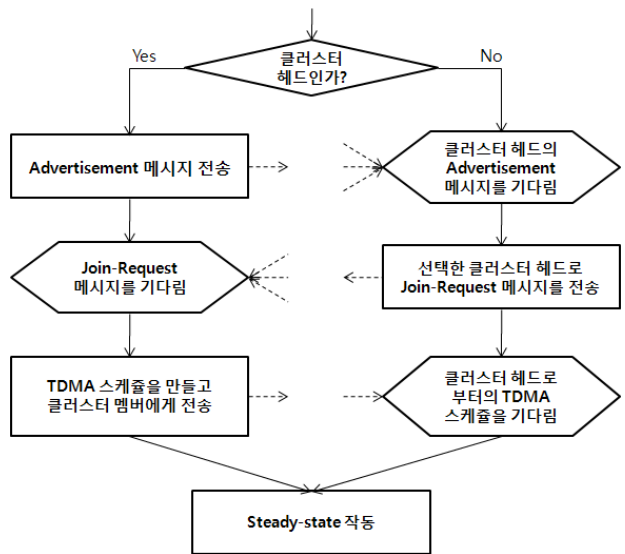 클러스터
헤드인가?
Yes
No
Advertisement 메시지 전송
클러스터 헤드의
Advertisement
메시지를 기다림
Join-Request
메시지를 기다림
선택한 클러스터 헤드로
Join-Request 메시지를 전송
TDMA 스케쥴을 만들고
클러스터 멤버에게 전송
클러스터 헤드로
부터의 TDMA
스케쥴을 기다림
Steady-state 작동